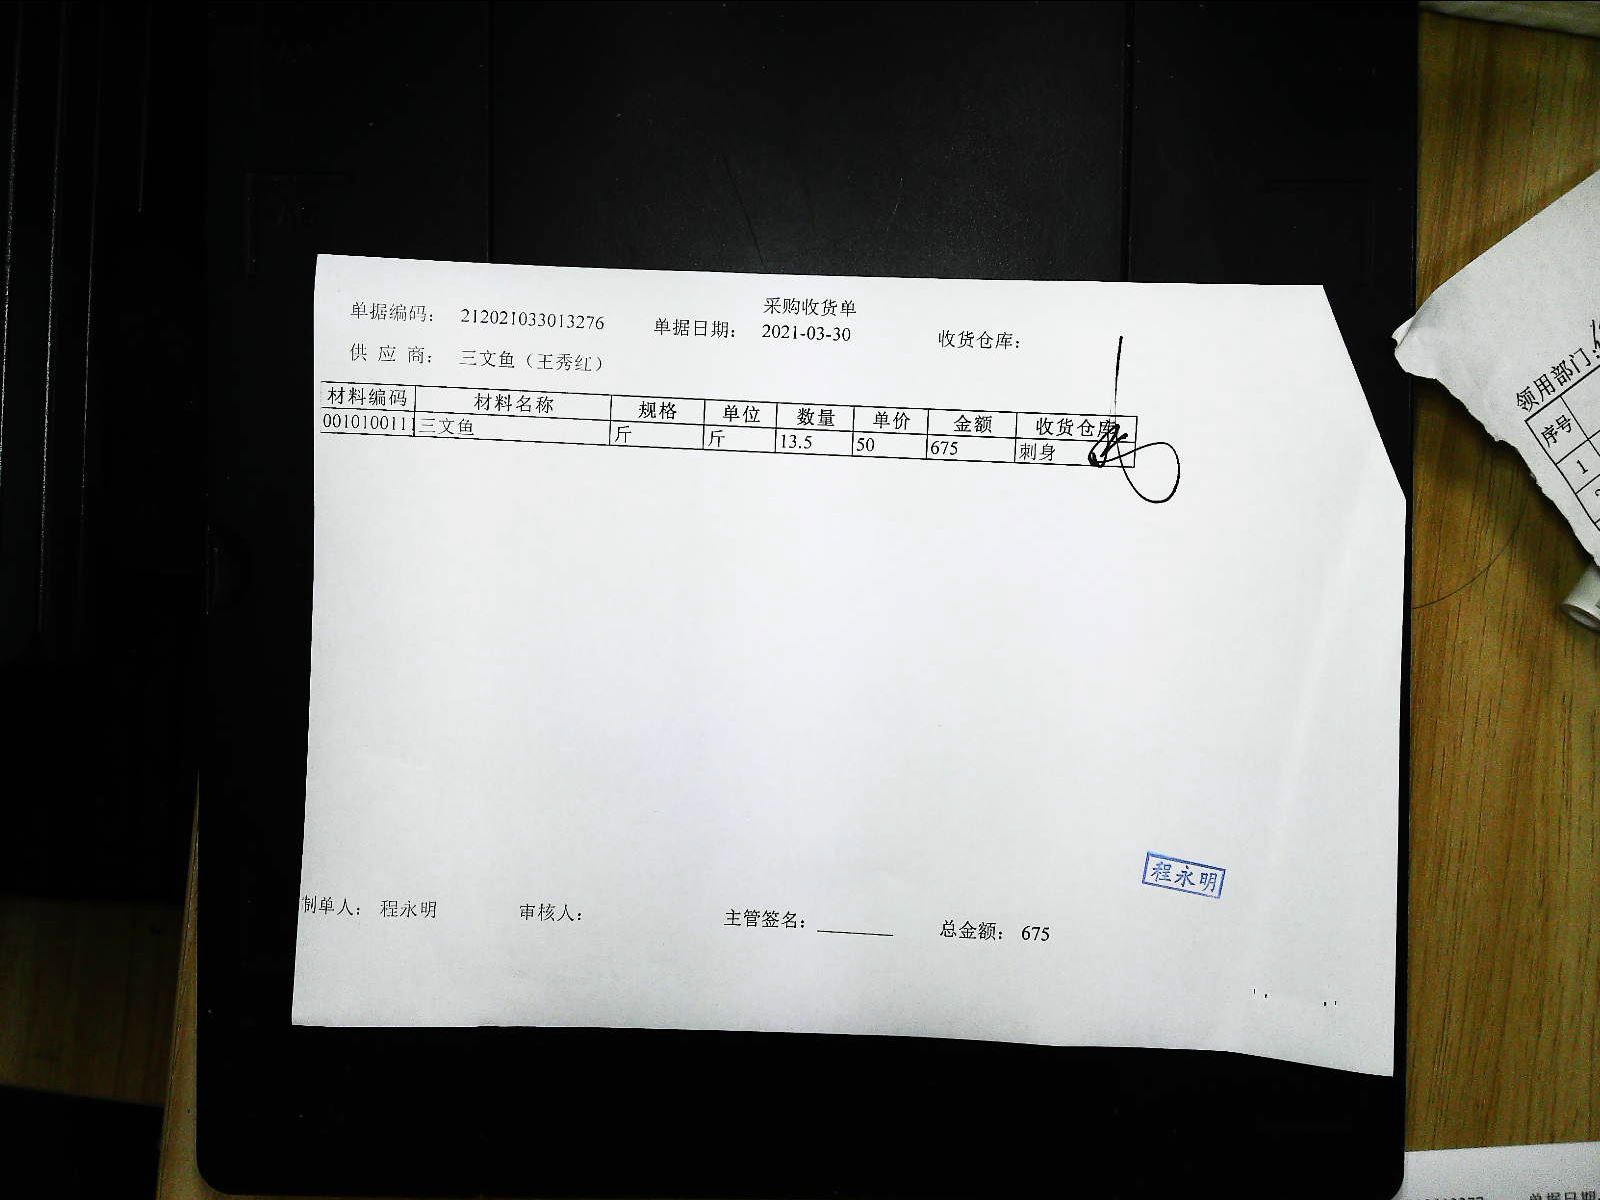 采购收货单
单据编码： 212021033013276 单据日期： 2021-03-30 收货仓库：
供 应 商： 三文鱼（王秀红）
材料编码 材料名称 规格 单位 数量 单价 金额 收货仓库
0010100111 三文鱼 斤 斤 13.5 50 675 刺身
程永明
制单人： 程永明 审核人： 主管签名： 总金额： 675
领用部门：
序号
1